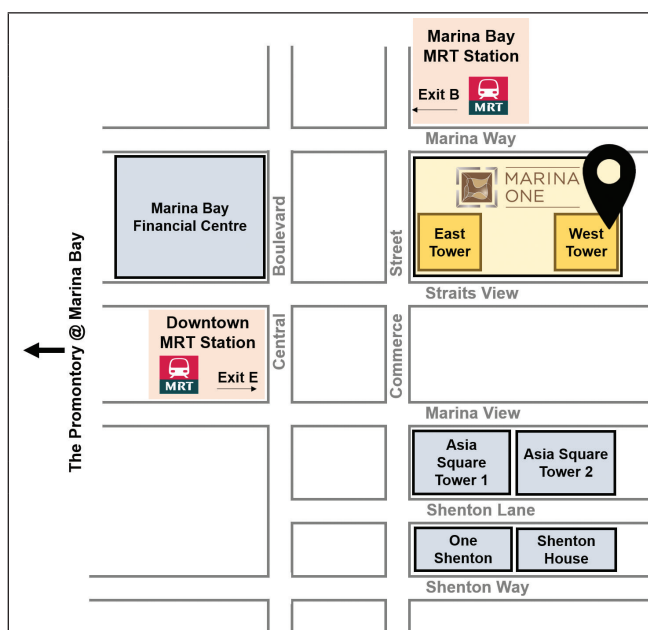 Marina Bay
MRT Station
Exit B
MRT
Marina Way
Marina Bay
Financial Centre
Boulevard
Street
MARINA
ONE
East
Tower
West
Tower
Straits View
The Promontory @ Marina Bay
Downtown
MRT Station
MRT
Exit E
Central
Commerce
Marina View
Asia
Square
Tower 1
Asia Square
Tower 2
Shenton Lane
One
Shenton
Shenton
House
Shenton Way